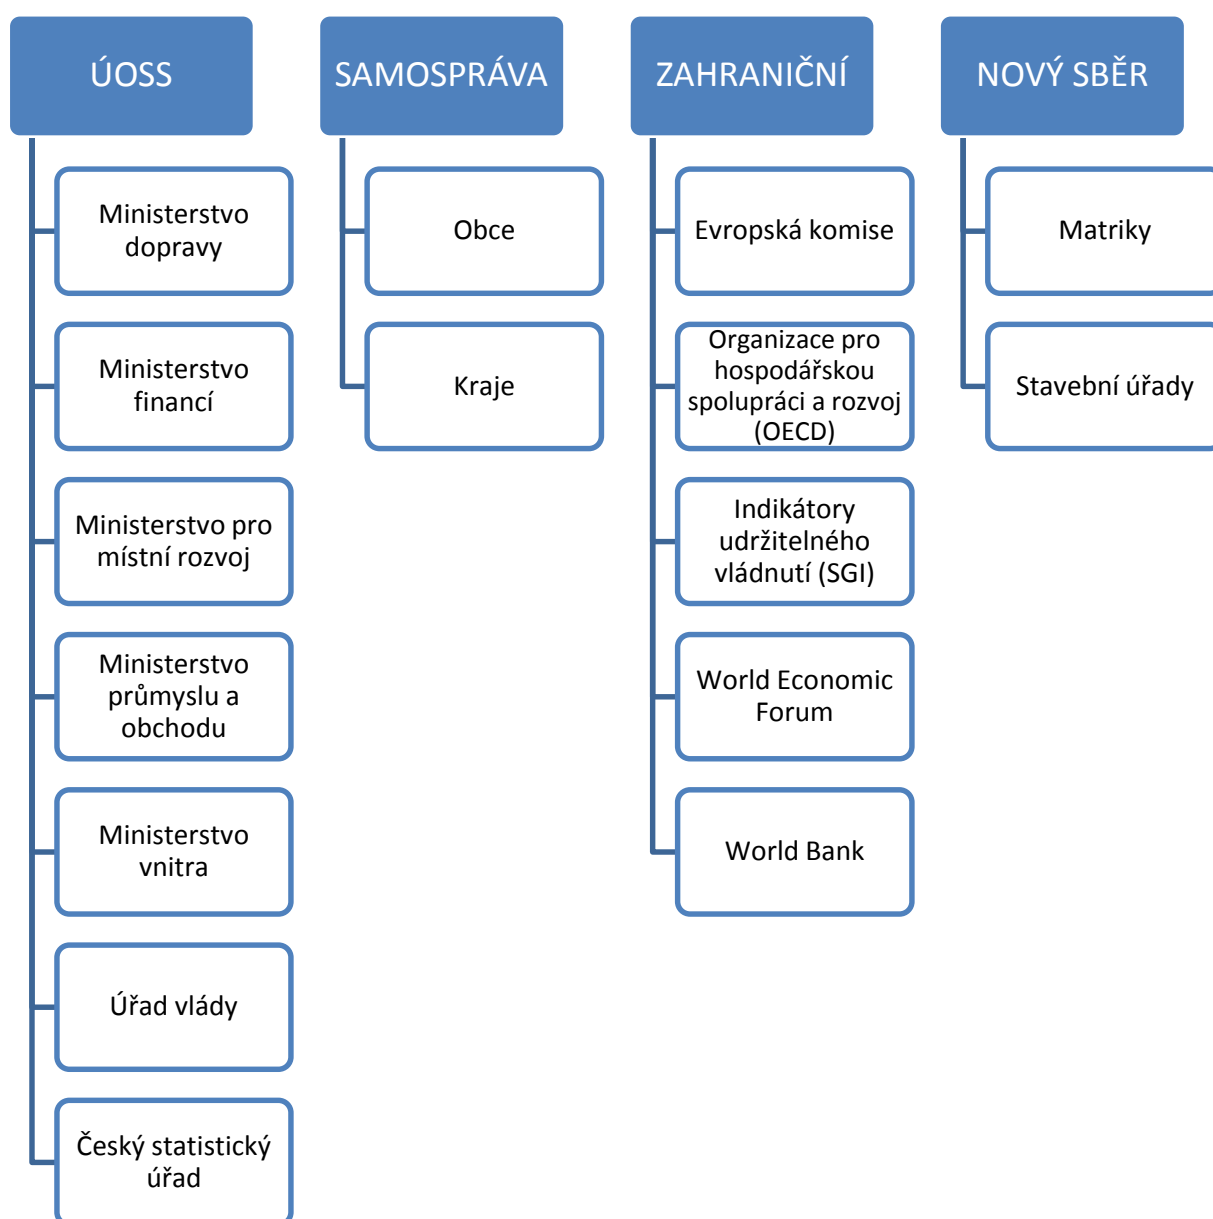 ÚOSS
Ministerstvo
dopravy
Ministerstvo
financí
Ministerstvo pro
místní rozvoj
Ministerstvo
průmyslu a
obchodu
Ministerstvo
vnitra
Úřad vlády
Český statistický
úřad
SAMOSPRÁVA
Obce
Kraje
ZAHRANIČNÍ
Evropská komise
Organizace pro
hospodářskou
spolupráci a rozvoj
(OECD)
Indikátory
udržitelného
vládnutí (SGI)
World Economic
Forum
World Bank
NOVÝ SBĚR
Matriky
Stavební úřady